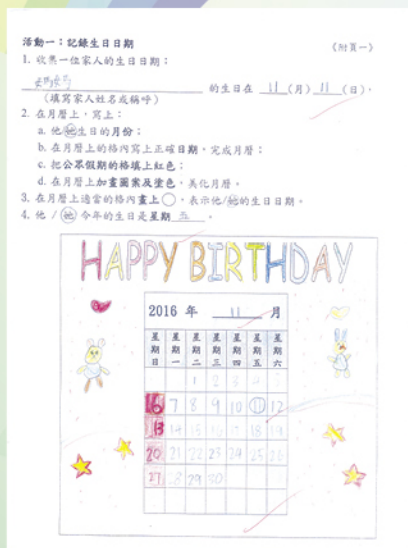 活動一：記錄生日日期
(附頁一)
1. 收集一位家人的生日日期：
媽媽 的生日在 11 (月) 11 (日)。
(填寫家人姓名或稱呼)
2. 在月曆上，寫上：
a. 他/她生日的月份；
b. 在月曆上的格內寫上正確日期，完成月曆；
c. 把公眾假期的格填上紅色；
d. 在月曆上加畫圖案及塗色，美化月曆。
3. 在月曆上適當的格內畫上○，表示他/她的生日日期。
4. 他 / 她 今年的生日是星期 五 。
HAPPY BIRTHDAY
2016 年 11 月
星期日 星期一 星期二 星期三 星期四 星期五 星期六
1 2 3 4 5
6 7 8 9 10 11 12
13 14 15 16 17 18 19
20 21 22 23 24 25 26
27 28 29 30